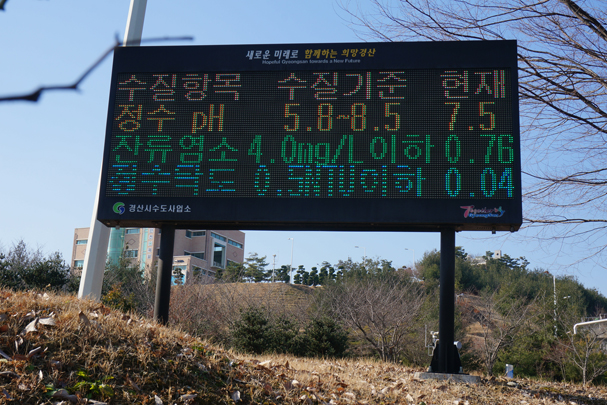 새로운 미래로 함께하는 희망경산
Hopeful Gyeongsan towards a New Future
수질항목 수질기준 현재
정수 pH 5.8~8.5 7.5
잔류염소 4.0mg/L이하 0.76
정수탁도 0.5NTU이하 0.04
경산시수도사업소